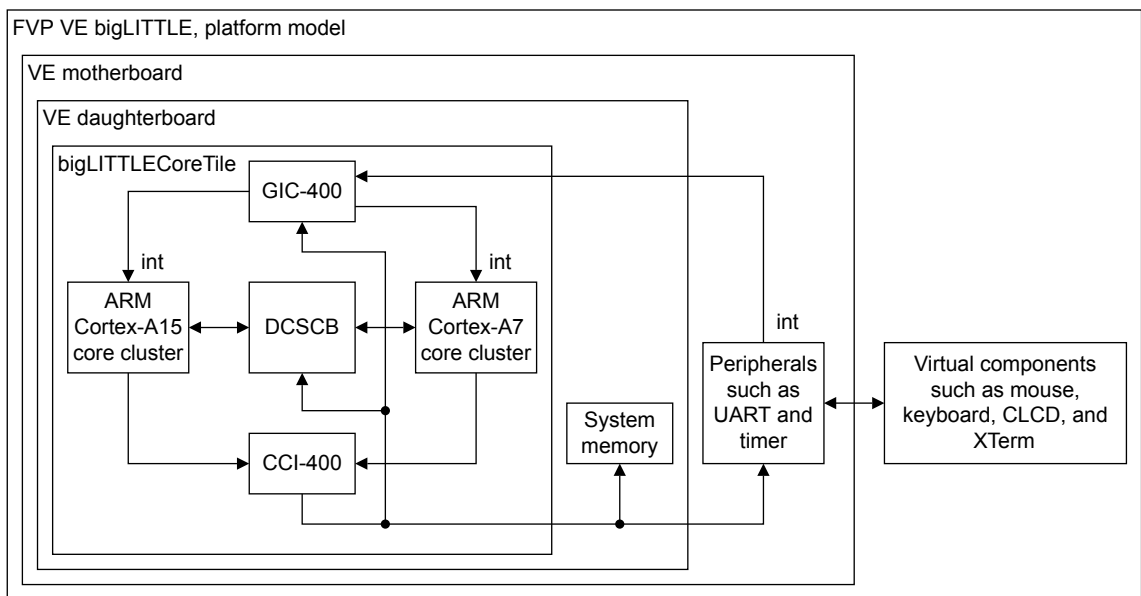 FVP VE bigLITTLE, platform model
VE motherboard
VE daughterboard
bigLITTLECoreTile
GIC-400
int
int
ARM
Cortex-A15
core cluster
DCSCB
ARM
Cortex-A7
core cluster
CCI-400
System
memory
int
Peripherals
such as
UART and
timer
Virtual components
such as mouse,
keyboard, CLCD, and
XTerm